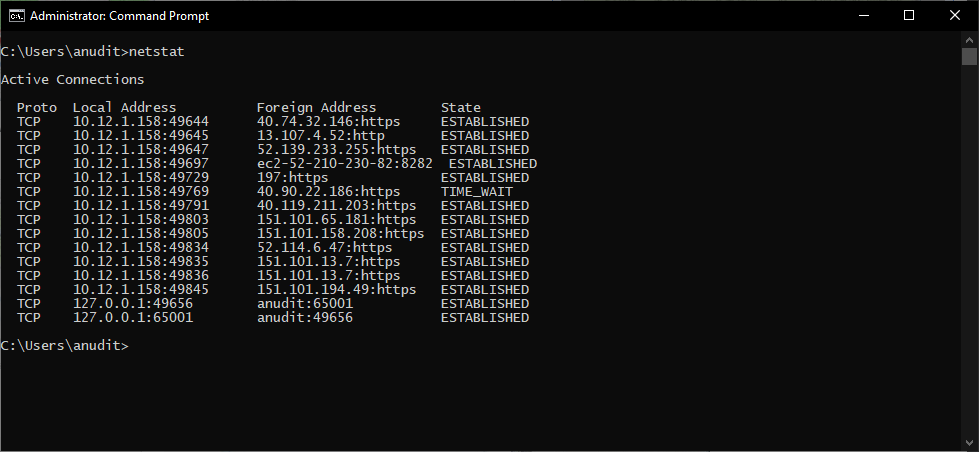 Administrator: Command Prompt
C:\Users\anudit>netstat
Active Connections
Proto  Local Address          Foreign Address        State
TCP    10.12.1.158:49644      40.74.32.146:https     ESTABLISHED
TCP    10.12.1.158:49645      13.107.4.52:http       ESTABLISHED
TCP    10.12.1.158:49647      52.139.233.255:https   ESTABLISHED
TCP    10.12.1.158:49697      ec2-52-210-230-82:8282  ESTABLISHED
TCP    10.12.1.158:49729      197:https              ESTABLISHED
TCP    10.12.1.158:49769      40.90.22.186:https     TIME_WAIT
TCP    10.12.1.158:49791      40.119.211.203:https   ESTABLISHED
TCP    10.12.1.158:49803      151.101.65.181:https   ESTABLISHED
TCP    10.12.1.158:49805      151.101.158.208:https  ESTABLISHED
TCP    10.12.1.158:49834      52.114.6.47:https      ESTABLISHED
TCP    10.12.1.158:49835      151.101.13.7:https     ESTABLISHED
TCP    10.12.1.158:49836      151.101.13.7:https     ESTABLISHED
TCP    10.12.1.158:49845      151.101.194.49:https   ESTABLISHED
TCP    127.0.0.1:49656        anudit:65001           ESTABLISHED
TCP    127.0.0.1:65001        anudit:49656           ESTABLISHED
C:\Users\anudit>